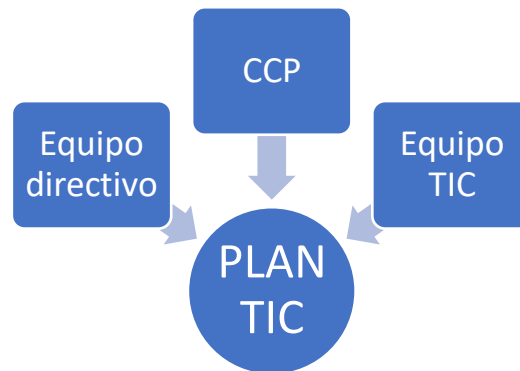 CCP
Equipo
directivo
Equipo
TIC
PLAN
TIC